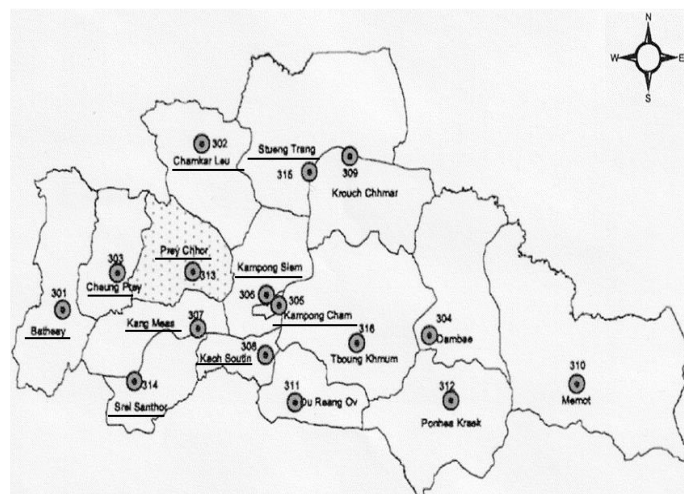 N
W E
S
302
Chamkar Leu
Stueng Trang
315
309
Krouch Chhmar
Prey Chhor
313
303
Cheung Prey
Kampong Siem
306
305
Kampong Cham
301
Batheay
307
Kang Meas
308
Kaoh Soutin
316
Tboung Khmum
304
Dambae
314
Srei Santhor
311
Ou Reang Ov
312
Ponhea Kraek
310
Memot